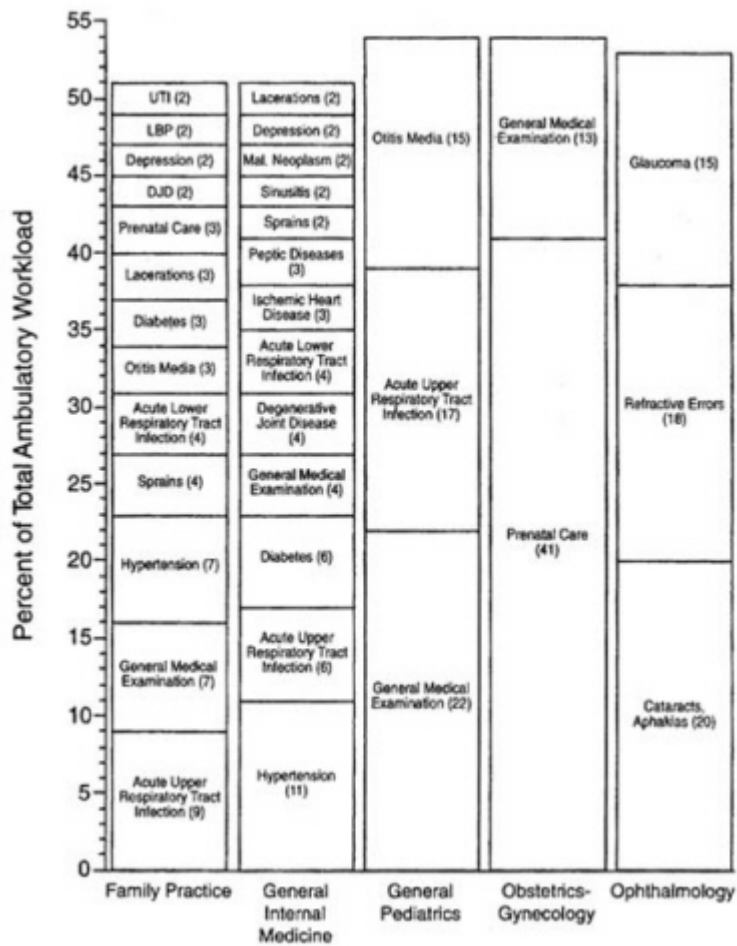 Percent of Total Ambulatory Workload
55
50
45
40
35
30
25
20
15
10
5
0
UTI (2)
LBP (2)
Depression (2)
DJD (2)
Prenatal Care (3)
Lacerations (3)
Diabetes (3)
Otitis Media (3)
Acute Lower
Respiratory Tract
Infection (4)
Sprains (4)
Hypertension (7)
General Medical
Examination (7)
Acute Upper
Respiratory Tract
Infection (9)
Family Practice
Lacerations (2)
Depression (2)
Mal. Neoplasm (2)
Sinusitis (2)
Sprains (2)
Peptic Diseases
(3)
Ischemic Heart
Disease (3)
Acute Lower
Respiratory Tract
Infection (4)
Degenerative
Joint Disease
(4)
General Medical
Examination (4)
Diabetes (6)
Acute Upper
Respiratory Tract
Infection (6)
Hypertension
(11)
General
Internal
Medicine
Otitis Media (15)
Acute Upper
Respiratory Tract
Infection (17)
General Medical
Examination (22)
General
Pediatrics
General Medical
Examination (13)
Prenatal Care
(41)
Obstetrics-
Gynecology
Glaucoma (15)
Refractive Errors
(18)
Cataracts,
Aphakias (20)
Ophthalmology